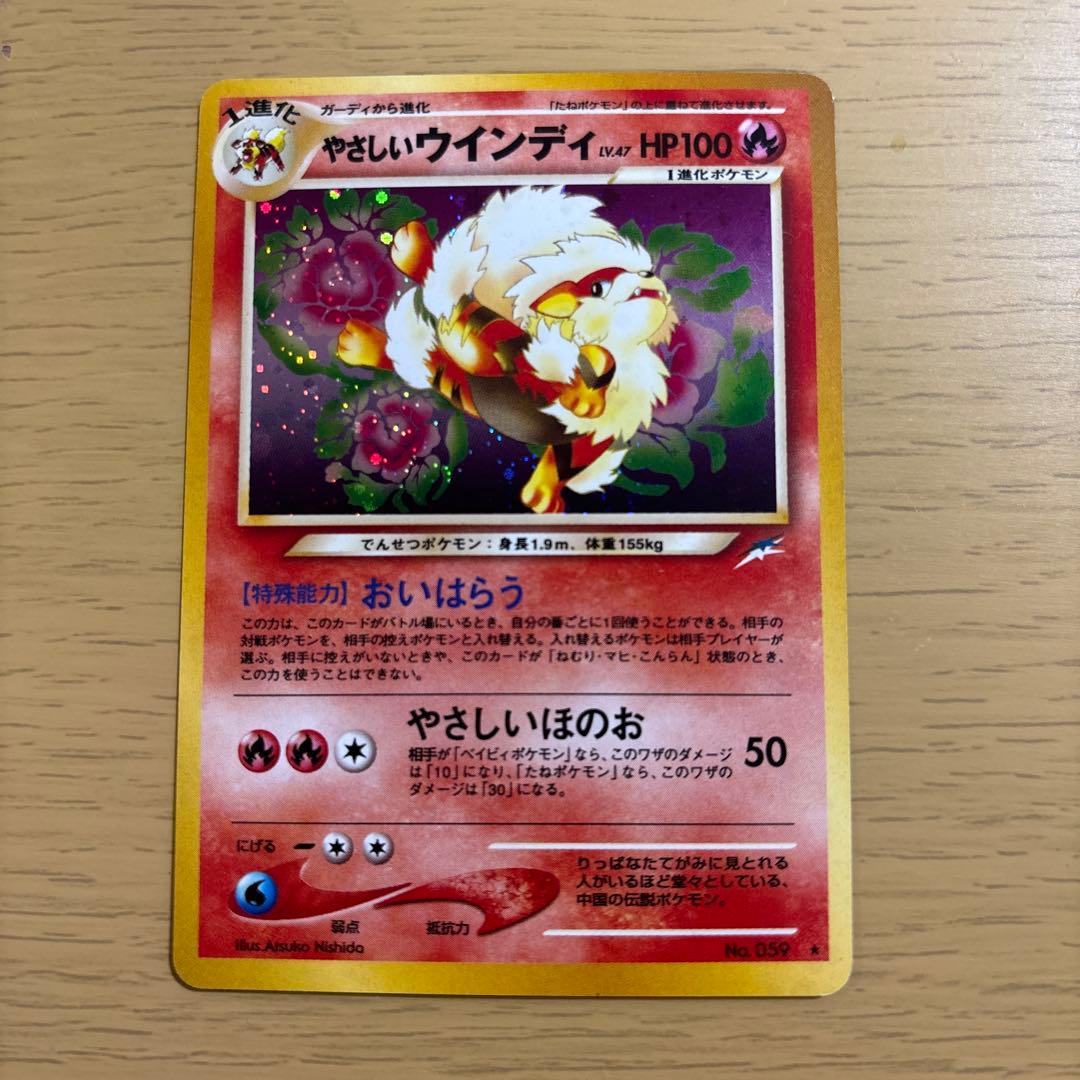 1進化
ガーディから進化
「たねポケモン」の上に重ねて進化させます。
やさしいウインディ LV.47 HP100
1進化ポケモン
でんせつポケモン：身長1.9m、体重155kg
【特殊能力】おいはらう
この力は、このカードがバトル場にいるとき、自分の番ごとに1回使うことができる。相手の
対戦ポケモンを、相手の控えポケモンと入れ替える。入れ替えるポケモンは相手プレイヤーが
選ぶ。相手に控えがいないときや、このカードが「ねむり・マヒ・こんらん」状態のとき、
この力を使うことはできない。
やさしいほのお
50
相手が「ベイビィポケモン」なら、このワザのダメージ
は「10」になり、「たねポケモン」なら、このワザの
ダメージは「30」になる。
にげる
りっぱなたてがみに見とれる
人がいるほど堂々としている、
中国の伝説ポケモン。
弱点
抵抗力
Illus.Atsuko Nishida
No. 059 ★